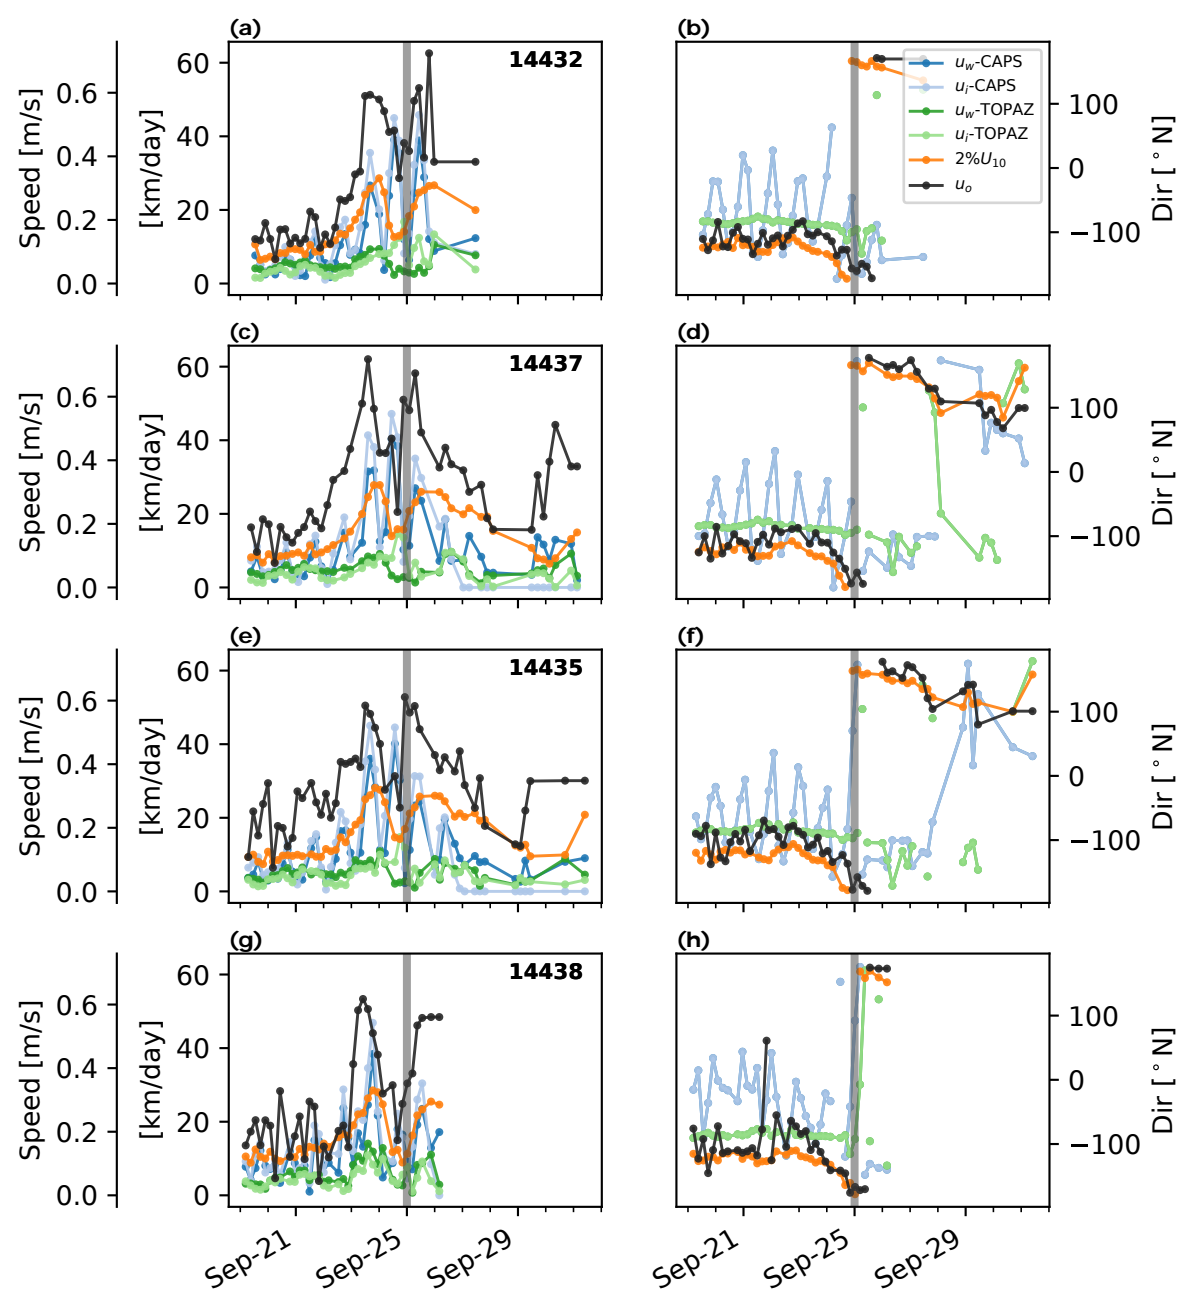 (a) (b)
14432
60
40
20
0
0.6
0.4
0.2
0.0
Speed [m/s]
[km/day]
u_w-CAPS
u_i-CAPS
u_w-TOPAZ
u_i-TOPAZ
2%U_10
u_o
100
0
−100
Dir [°N]
(c) (d)
14437
60
40
20
0
0.6
0.4
0.2
0.0
Speed [m/s]
[km/day]
100
0
−100
Dir [°N]
(e) (f)
14435
60
40
20
0
0.6
0.4
0.2
0.0
Speed [m/s]
[km/day]
100
0
−100
Dir [°N]
(g) (h)
14438
60
40
20
0
0.6
0.4
0.2
0.0
Speed [m/s]
[km/day]
100
0
−100
Dir [°N]
Sep-21 Sep-25 Sep-29 Sep-21 Sep-25 Sep-29